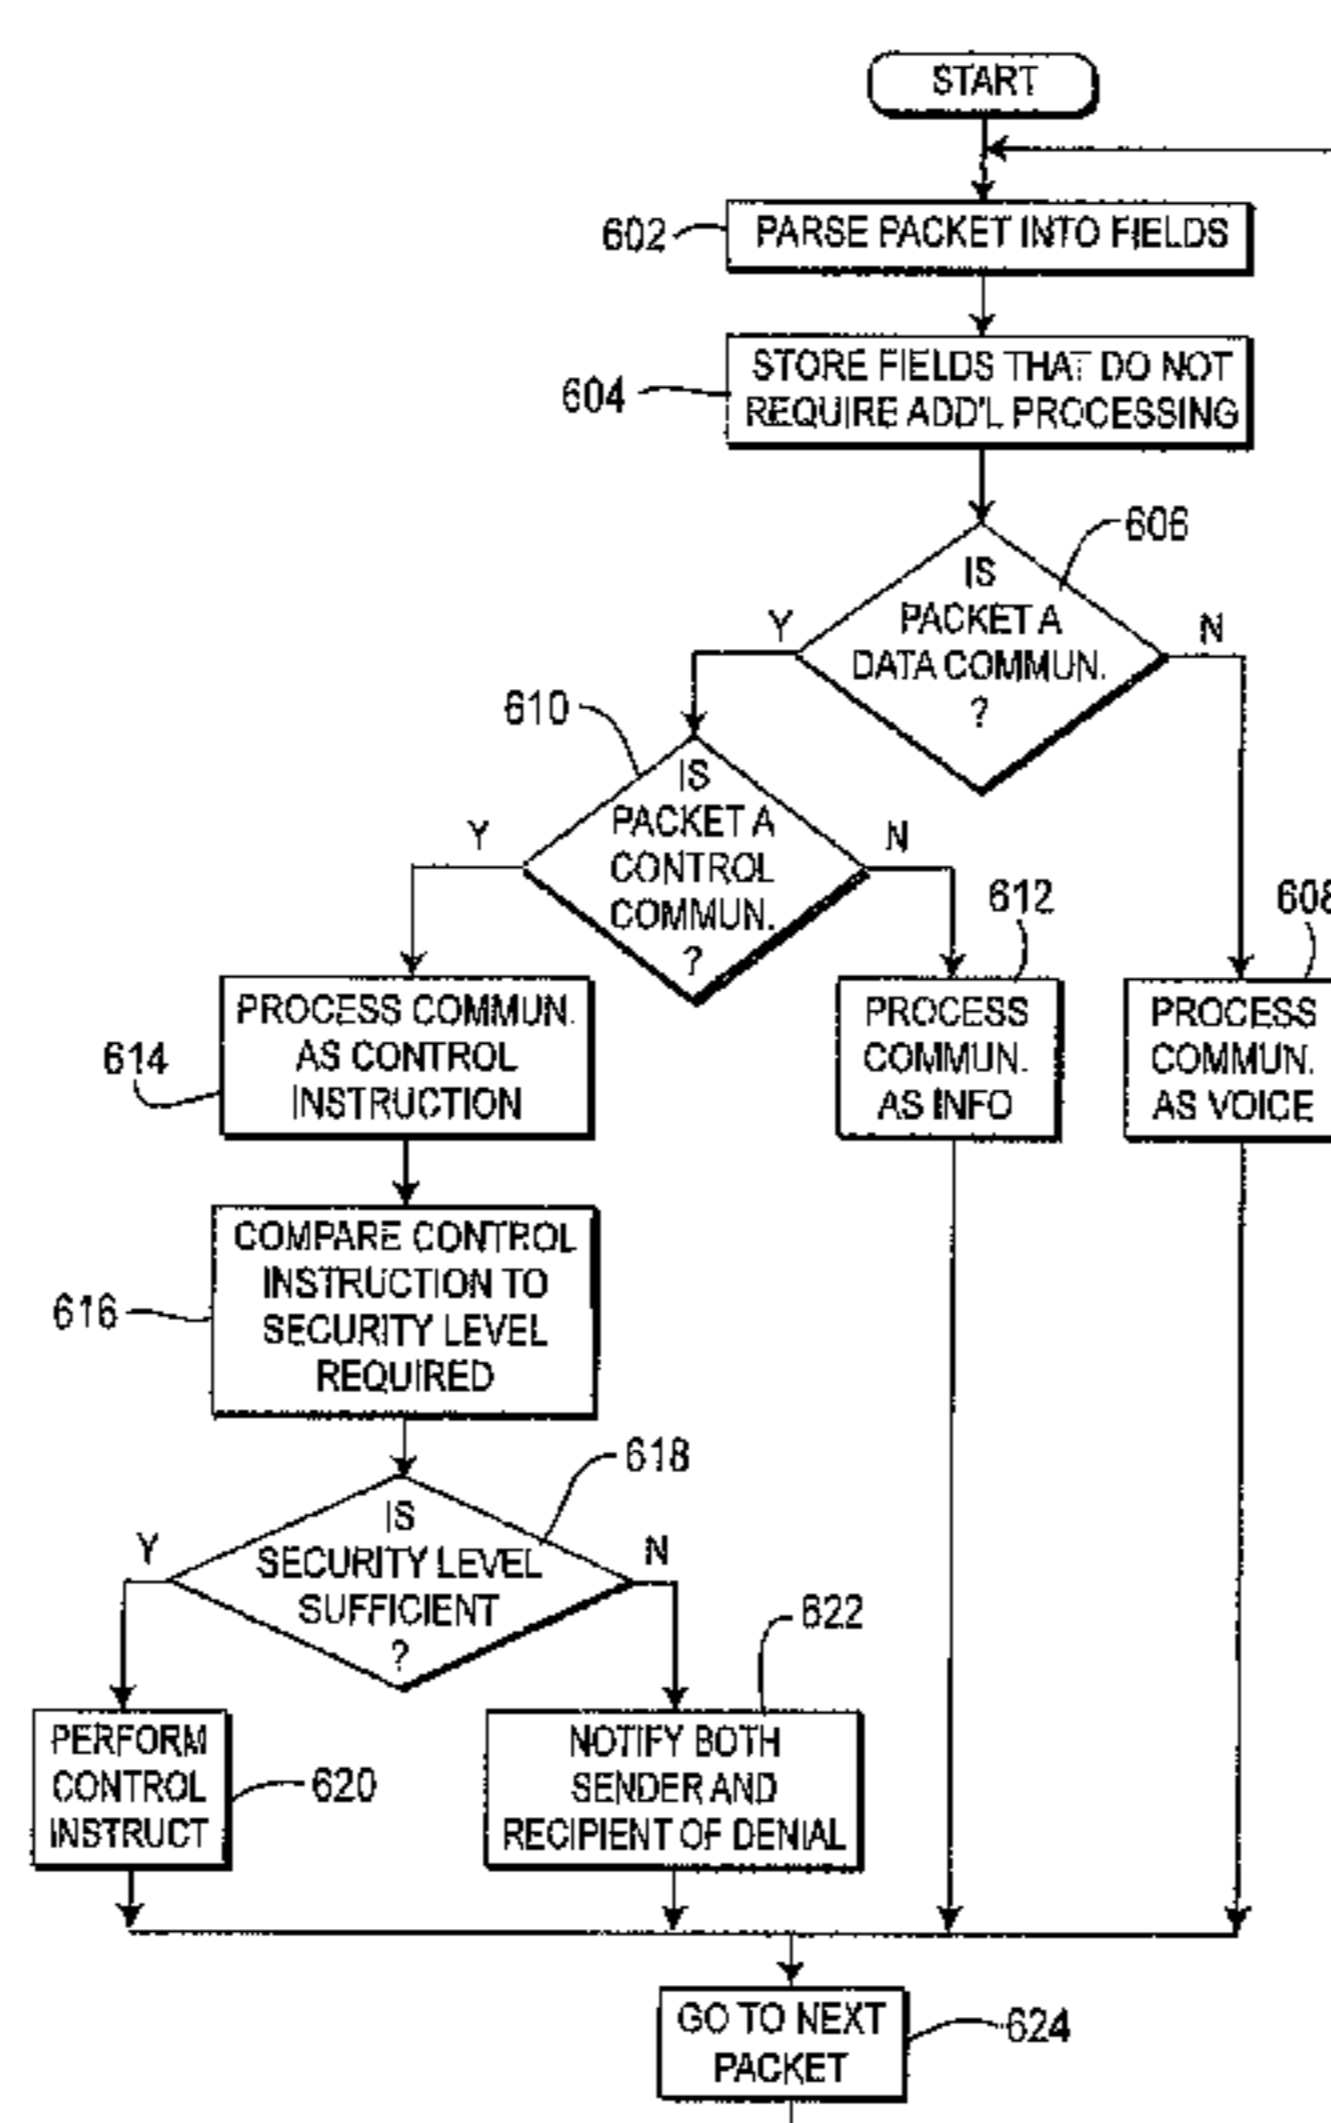 START
602
PARSE PACKET INTO FIELDS
604
STORE FIELDS THAT DO NOT
REQUIRE ADD'L PROCESSING
606
IS
PACKET A
DATA COMMUN.
?
Y
N
610
IS
PACKET A
CONTROL
COMMUN.
?
Y
N
612
608
614
PROCESS COMMUN.
AS CONTROL
INSTRUCTION
PROCESS
COMMUN.
AS INFO
PROCESS
COMMUN.
AS VOICE
616
COMPARE CONTROL
INSTRUCTION TO
SECURITY LEVEL
REQUIRED
618
IS
SECURITY LEVEL
SUFFICIENT
?
Y
N
622
PERFORM
CONTROL
INSTRUCT
620
NOTIFY BOTH
SENDER AND
RECIPIENT OF DENIAL
GO TO NEXT
PACKET
624